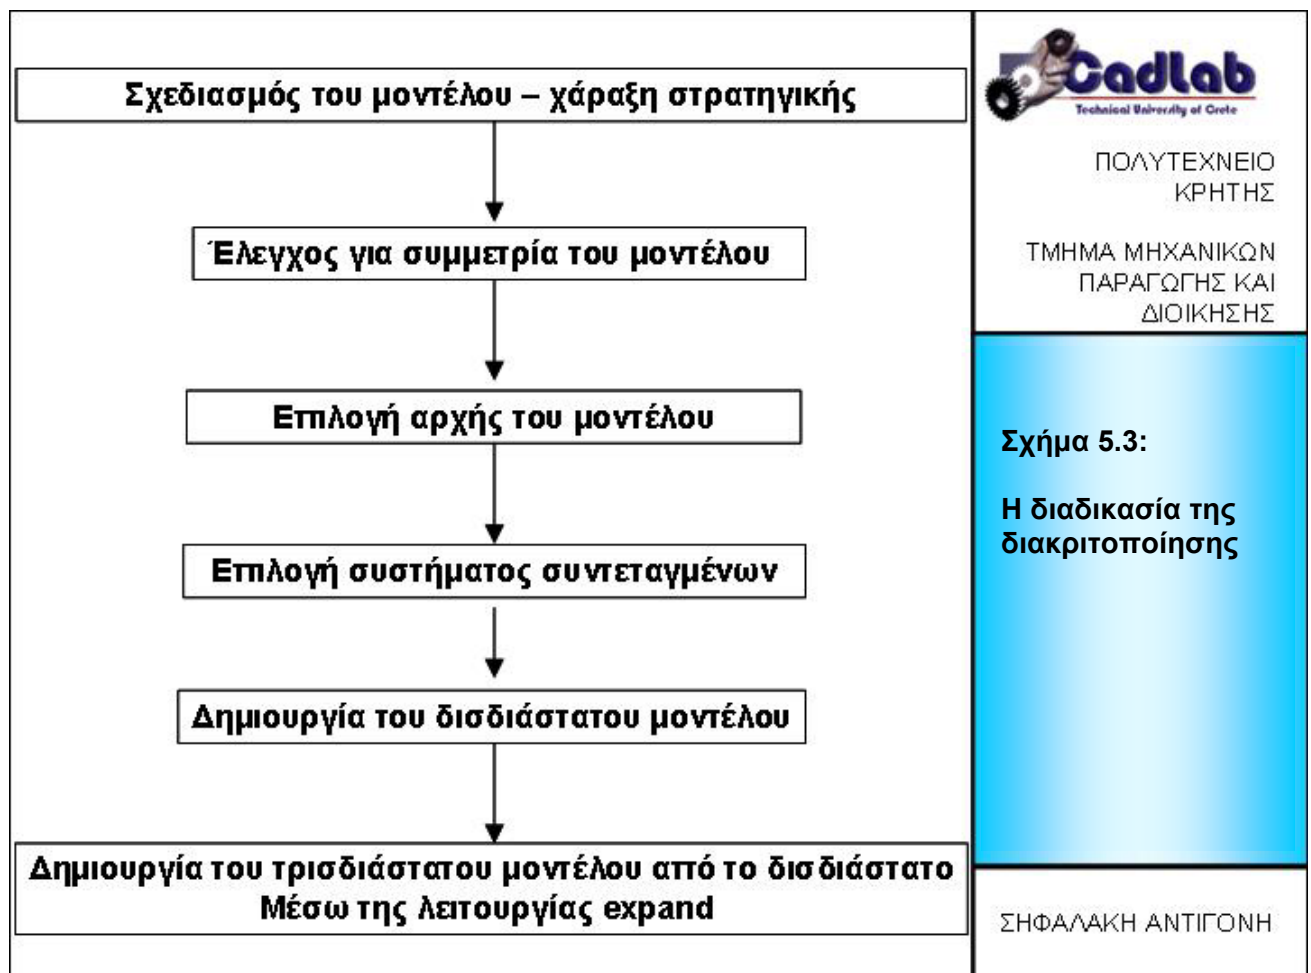 Σχεδιασμός του μοντέλου – χάραξη στρατηγικής
Έλεγχος για συμμετρία του μοντέλου
Επιλογή αρχής του μοντέλου
Επιλογή συστήματος συντεταγμένων
Δημιουργία του δισδιάστατου μοντέλου
Δημιουργία του τρισδιάστατου μοντέλου από το δισδιάστατο
Μέσω της λειτουργίας expand
CadLab
Technical University of Crete
ΠΟΛΥΤΕΧΝΕΙΟ
ΚΡΗΤΗΣ
ΤΜΗΜΑ ΜΗΧΑΝΙΚΩΝ
ΠΑΡΑΓΩΓΗΣ ΚΑΙ
ΔΙΟΙΚΗΣΗΣ
Σχήμα 5.3:
Η διαδικασία της
διακριτοποίησης
ΣΗΦΑΛΑΚΗ ΑΝΤΙΓΟΝΗ